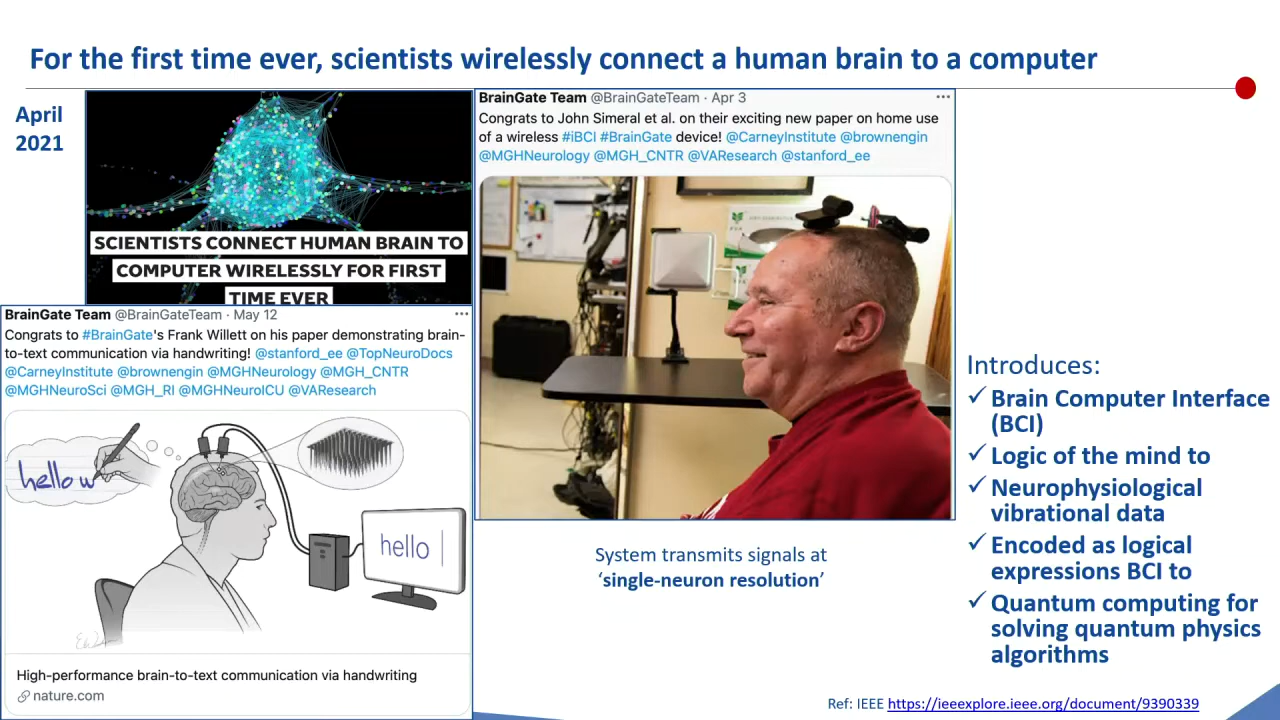 For the first time ever, scientists wirelessly connect a human brain to a computer
April
2021
SCIENTISTS CONNECT HUMAN BRAIN TO
COMPUTER WIRELESSLY FOR FIRST
TIME EVER
BrainGate Team @BrainGateTeam · Apr 3
Congrats to John Simeral et al. on their exciting new paper on home use
of a wireless #iBCI #BrainGate device! @CarneyInstitute @brownengin
@MGHNeurology @MGH_CNTR @VAResearch @stanford_ee
BrainGate Team @BrainGateTeam · May 12
Congrats to #BrainGate's Frank Willett on his paper demonstrating brain-
to-text communication via handwriting! @stanford_ee @TopNeuroDocs
@CarneyInstitute @brownengin @MGHNeurology @MGH_CNTR
@MGHNeuroSci @MGH_RI @MGHNeuroICU @VAResearch
hello w
hello
High-performance brain-to-text communication via handwriting
nature.com
System transmits signals at
‘single-neuron resolution’
Introduces:
✓ Brain Computer Interface
(BCI)
✓ Logic of the mind to
✓ Neurophysiological
vibrational data
✓ Encoded as logical
expressions BCI to
✓ Quantum computing for
solving quantum physics
algorithms
Ref: IEEE https://ieeexplore.ieee.org/document/9390339